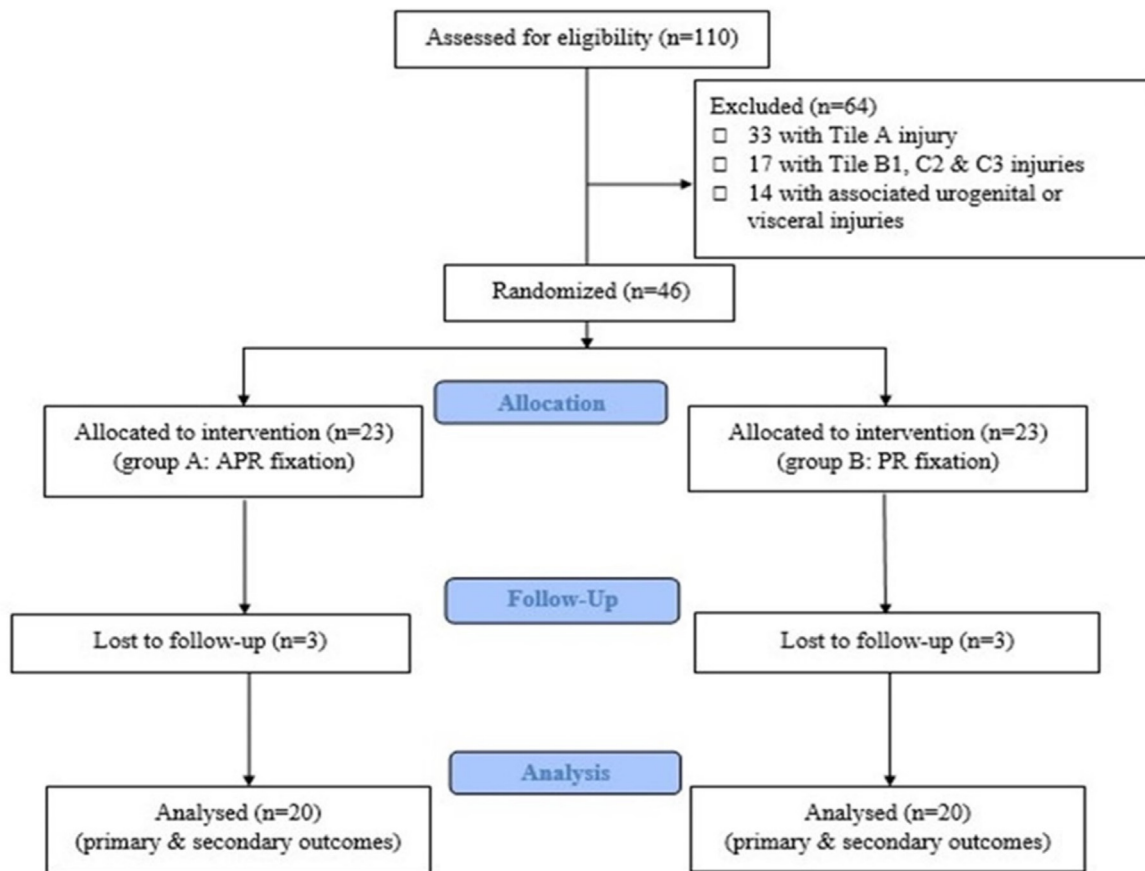 Assessed for eligibility (n=110)
Excluded (n=64)
□ 33 with Tile A injury
□ 17 with Tile B1, C2 & C3 injuries
□ 14 with associated urogenital or
visceral injuries
Randomized (n=46)
Allocation
Allocated to intervention (n=23)
(group A: APR fixation)
Allocated to intervention (n=23)
(group B: PR fixation)
Follow-Up
Lost to follow-up (n=3)
Lost to follow-up (n=3)
Analysis
Analysed (n=20)
(primary & secondary outcomes)
Analysed (n=20)
(primary & secondary outcomes)